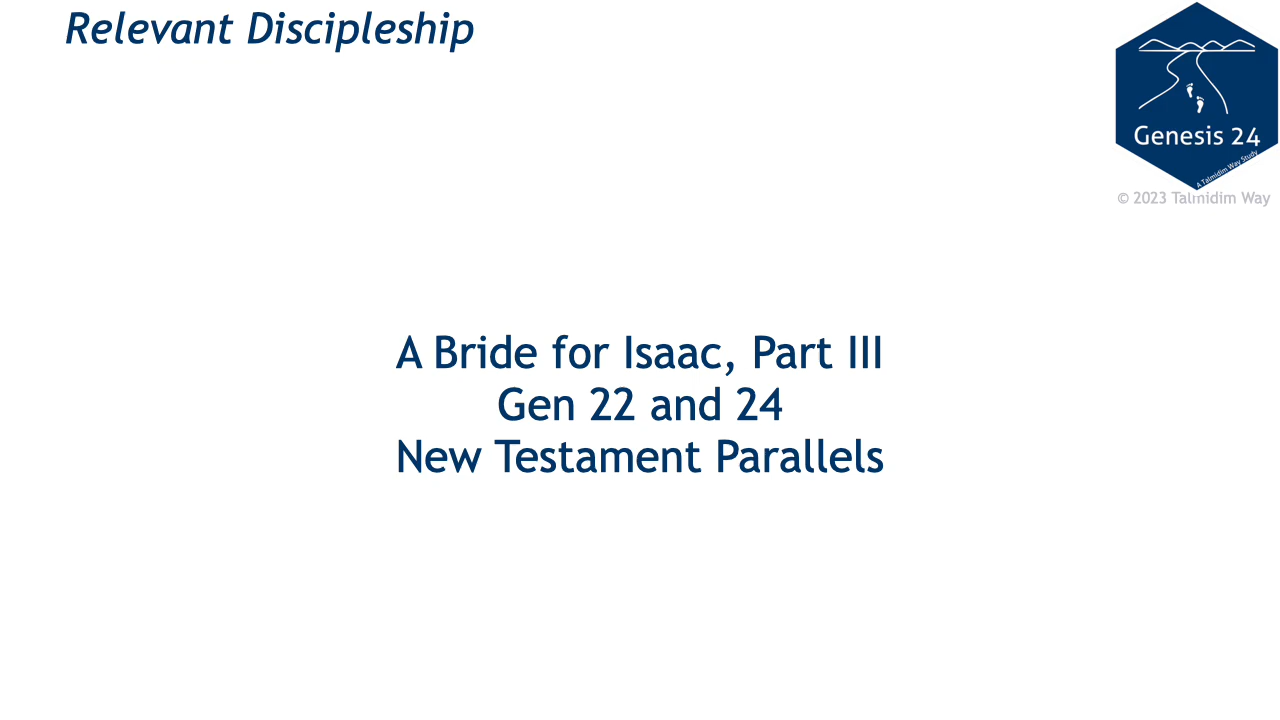 Relevant Discipleship
Genesis 24
A Talmidim Way Study
© 2023 Talmidim Way
A Bride for Isaac, Part III
Gen 22 and 24
New Testament Parallels